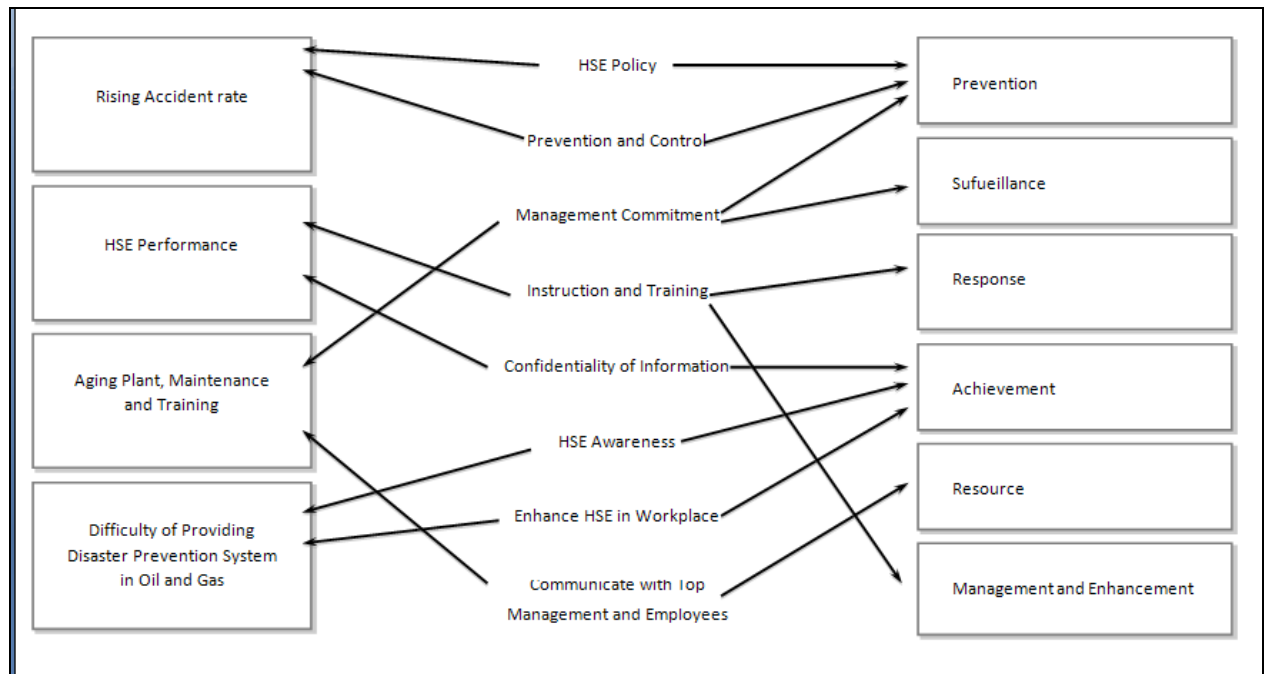 Rising Accident rate
HSE Performance
Aging Plant, Maintenance
and Training
Difficulty of Providing
Disaster Prevention System
in Oil and Gas
HSE Policy
Prevention and Control
Management Commitment
Instruction and Training
Confidentiality of Information
HSE Awareness
Enhance HSE in Workplace
Communicate with Top
Management and Employees
Prevention
Sufueillance
Response
Achievement
Resource
Management and Enhancement